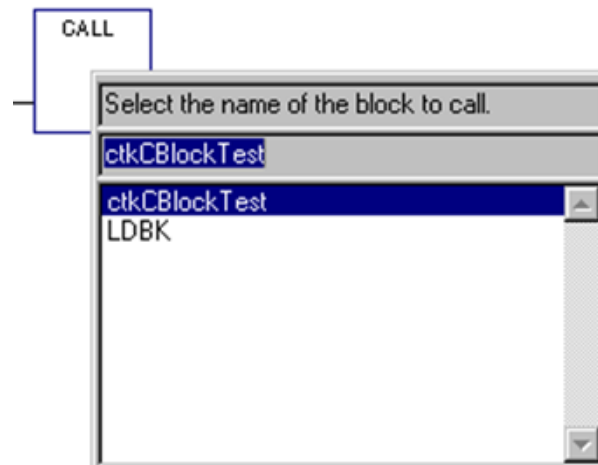 CALL
Select the name of the block to call.
ctkCBlockTest
ctkCBlockTest
LDBK